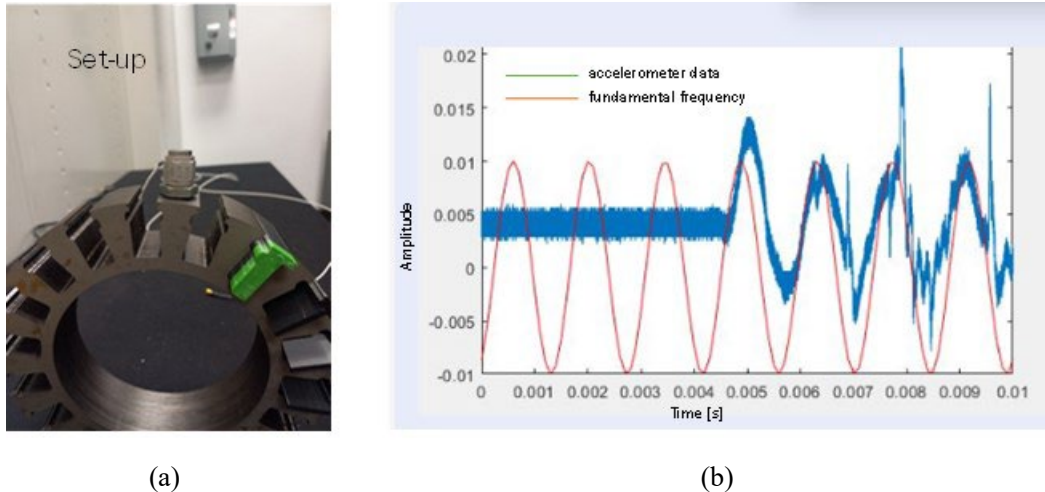 Set-up
accelerometer data
fundamental frequency
0.02
0.015
0.01
0.005
0
-0.005
-0.01
Amplitude
0 0.001 0.002 0.003 0.004 0.005 0.006 0.007 0.008 0.009 0.01
Time [s]
(a) (b)